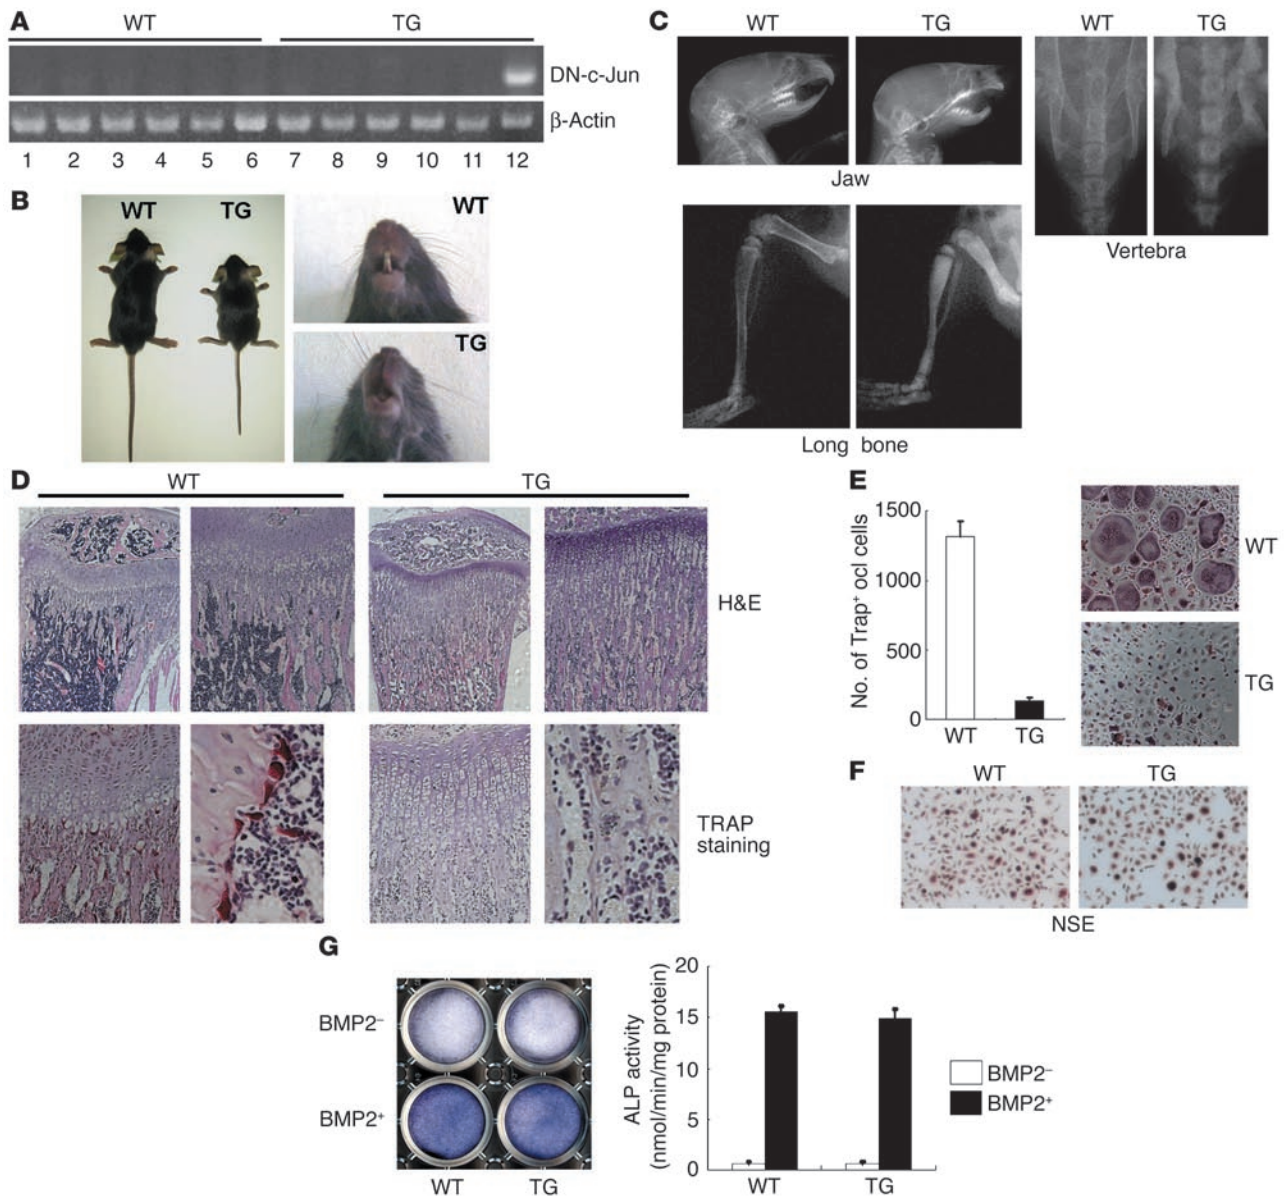 A
WT TG
DN-c-Jun
β-Actin
1 2 3 4 5 6 7 8 9 10 11 12
B
WT TG
WT
TG
C
WT TG
Jaw
WT TG
Vertebra
Long bone
D
WT TG
H&E
TRAP
staining
E
No. of Trap⁺ ocl cells
1500
1000
500
0
WT TG
WT
TG
F
WT TG
NSE
G
BMP2⁻
BMP2⁺
WT TG
ALP activity
(nmol/min/mg protein)
20
15
10
5
0
WT TG
BMP2⁻
BMP2⁺